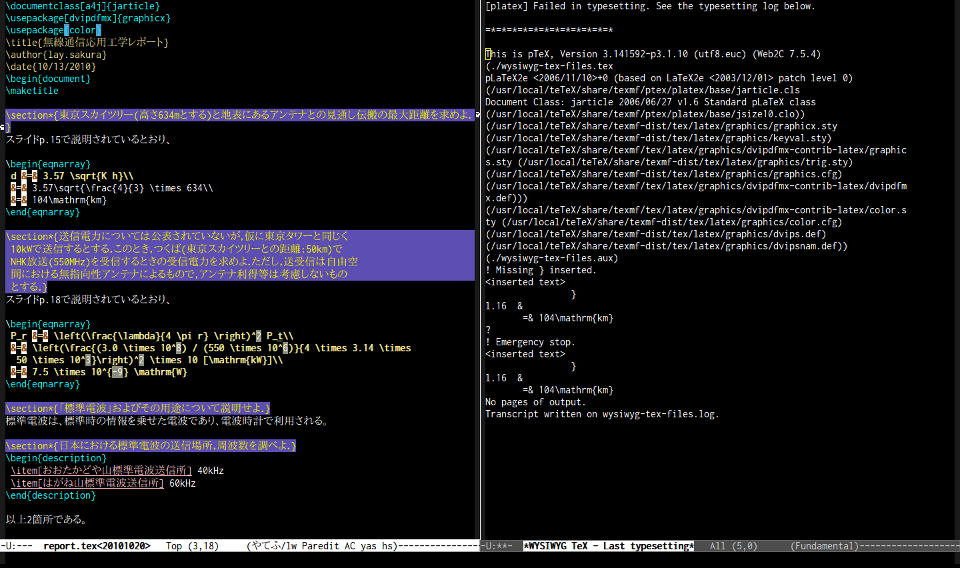 \documentclass[a4j]{jarticle}
\usepackage[dvipdfmx]{graphicx}
\usepackage{color}
\title{無線通信応用工学レポート}
\author{lay.sakura}
\date{10/13/2010}
\begin{document}
\maketitle
\section*{東京スカイツリー(高さ634mとする)と地表にあるアンテナとの見通し伝搬の最大距離を求めよ.
}
スライドp.15で説明されているとおり、
\begin{eqnarray}
d &=& 3.57 \sqrt{K h}\\
&=& 3.57\sqrt{\frac{4}{3} \times 634\\
&=& 104\mathrm{km}
\end{eqnarray}
\section*{送信電力については公表されていないが,仮に東京タワーと同じく
10kWで送信するとする.このとき,つくば(東京スカイツリーとの距離:50km)で
NHK放送(550MHz)を受信するときの受信電力を求めよ.ただし,送受信は自由空
間における無指向性アンテナによるもので,アンテナ利得等は考慮しないもの
とする.}
スライドp.18で説明されているとおり、
\begin{eqnarray}
P_r &=& \left(\frac{\lambda}{4 \pi r} \right)^2 P_t\\
&=& \left(\frac{(3.0 \times 10^8) / (550 \times 10^6)}{4 \times 3.14 \times
50 \times 10^3}\right)^2 \times 10 [\mathrm{kW}]\\
&=& 7.5 \times 10^{-9} \mathrm{W}
\end{eqnarray}
\section*{「標準電波」およびその用途について説明せよ.}
標準電波は、標準時の情報を乗せた電波であり、電波時計で利用される。
\section*{日本における標準電波の送信場所,周波数を調べよ.}
\begin{description}
\item[おおたかどや山標準電波送信所] 40kHz
\item[はがね山標準電波送信所] 60kHz
\end{description}
以上2箇所である。
-U:--- report.tex<20101020> Top (3,18) (やてふ/lw Paredit AC yas hs)----------------
[platex] Failed in typesetting. See the typesetting log below.
=*=*=*=*=*=*=*=*=*=*=*=*=
This is pTeX, Version 3.141592-p3.1.10 (utf8.euc) (Web2C 7.5.4)
(./wysiwyg-tex-files.tex
pLaTeX2e <2006/11/10>+0 (based on LaTeX2e <2003/12/01> patch level 0)
(/usr/local/teTeX/share/texmf/ptex/platex/base/jarticle.cls
Document Class: jarticle 2006/06/27 v1.6 Standard pLaTeX class
(/usr/local/teTeX/share/texmf/ptex/platex/base/jsize10.clo))
(/usr/local/teTeX/share/texmf-dist/tex/latex/graphics/graphicx.sty
(/usr/local/teTeX/share/texmf-dist/tex/latex/graphics/keyval.sty)
(/usr/local/teTeX/share/texmf/tex/latex/graphics/dvipdfmx-contrib-latex/graphic
s.sty (/usr/local/teTeX/share/texmf-dist/tex/latex/graphics/trig.sty)
(/usr/local/teTeX/share/texmf-dist/tex/latex/graphics/graphics.cfg)
(/usr/local/teTeX/share/texmf/tex/latex/graphics/dvipdfmx-contrib-latex/dvipdfm
x.def)))
(/usr/local/teTeX/share/texmf/tex/latex/graphics/dvipdfmx-contrib-latex/color.s
ty (/usr/local/teTeX/share/texmf-dist/tex/latex/graphics/color.cfg)
(/usr/local/teTeX/share/texmf-dist/tex/latex/graphics/dvips.def)
(/usr/local/teTeX/share/texmf-dist/tex/latex/graphics/dvipsnam.def))
(./wysiwyg-tex-files.aux)
! Missing } inserted.
<inserted text>
}
l.16 &
=& 104\mathrm{km}
?
! Emergency stop.
<inserted text>
}
l.16 &
=& 104\mathrm{km}
No pages of output.
Transcript written on wysiwyg-tex-files.log.
-U:**- *WYSIWYG TeX - Last typesetting* All (5,0) (Fundamental)--------------------